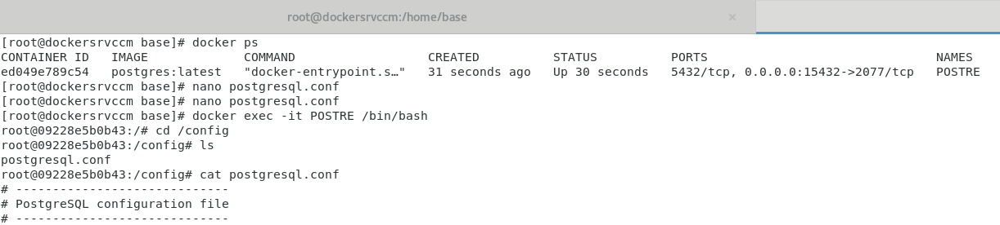 root@dockersrvccm:/home/base ×
[root@dockersrvccm base]# docker ps
CONTAINER ID   IMAGE             COMMAND                  CREATED          STATUS          PORTS                               NAMES
ed049e789c54   postgres:latest   "docker-entrypoint.s…"   31 seconds ago   Up 30 seconds   5432/tcp, 0.0.0.0:15432->2077/tcp   POSTRE
[root@dockersrvccm base]# nano postgresql.conf
[root@dockersrvccm base]# nano postgresql.conf
[root@dockersrvccm base]# docker exec -it POSTRE /bin/bash
root@09228e5b0b43:/# cd /config
root@09228e5b0b43:/config# ls
postgresql.conf
root@09228e5b0b43:/config# cat postgresql.conf
# -----------------------------
# PostgreSQL configuration file
# -----------------------------